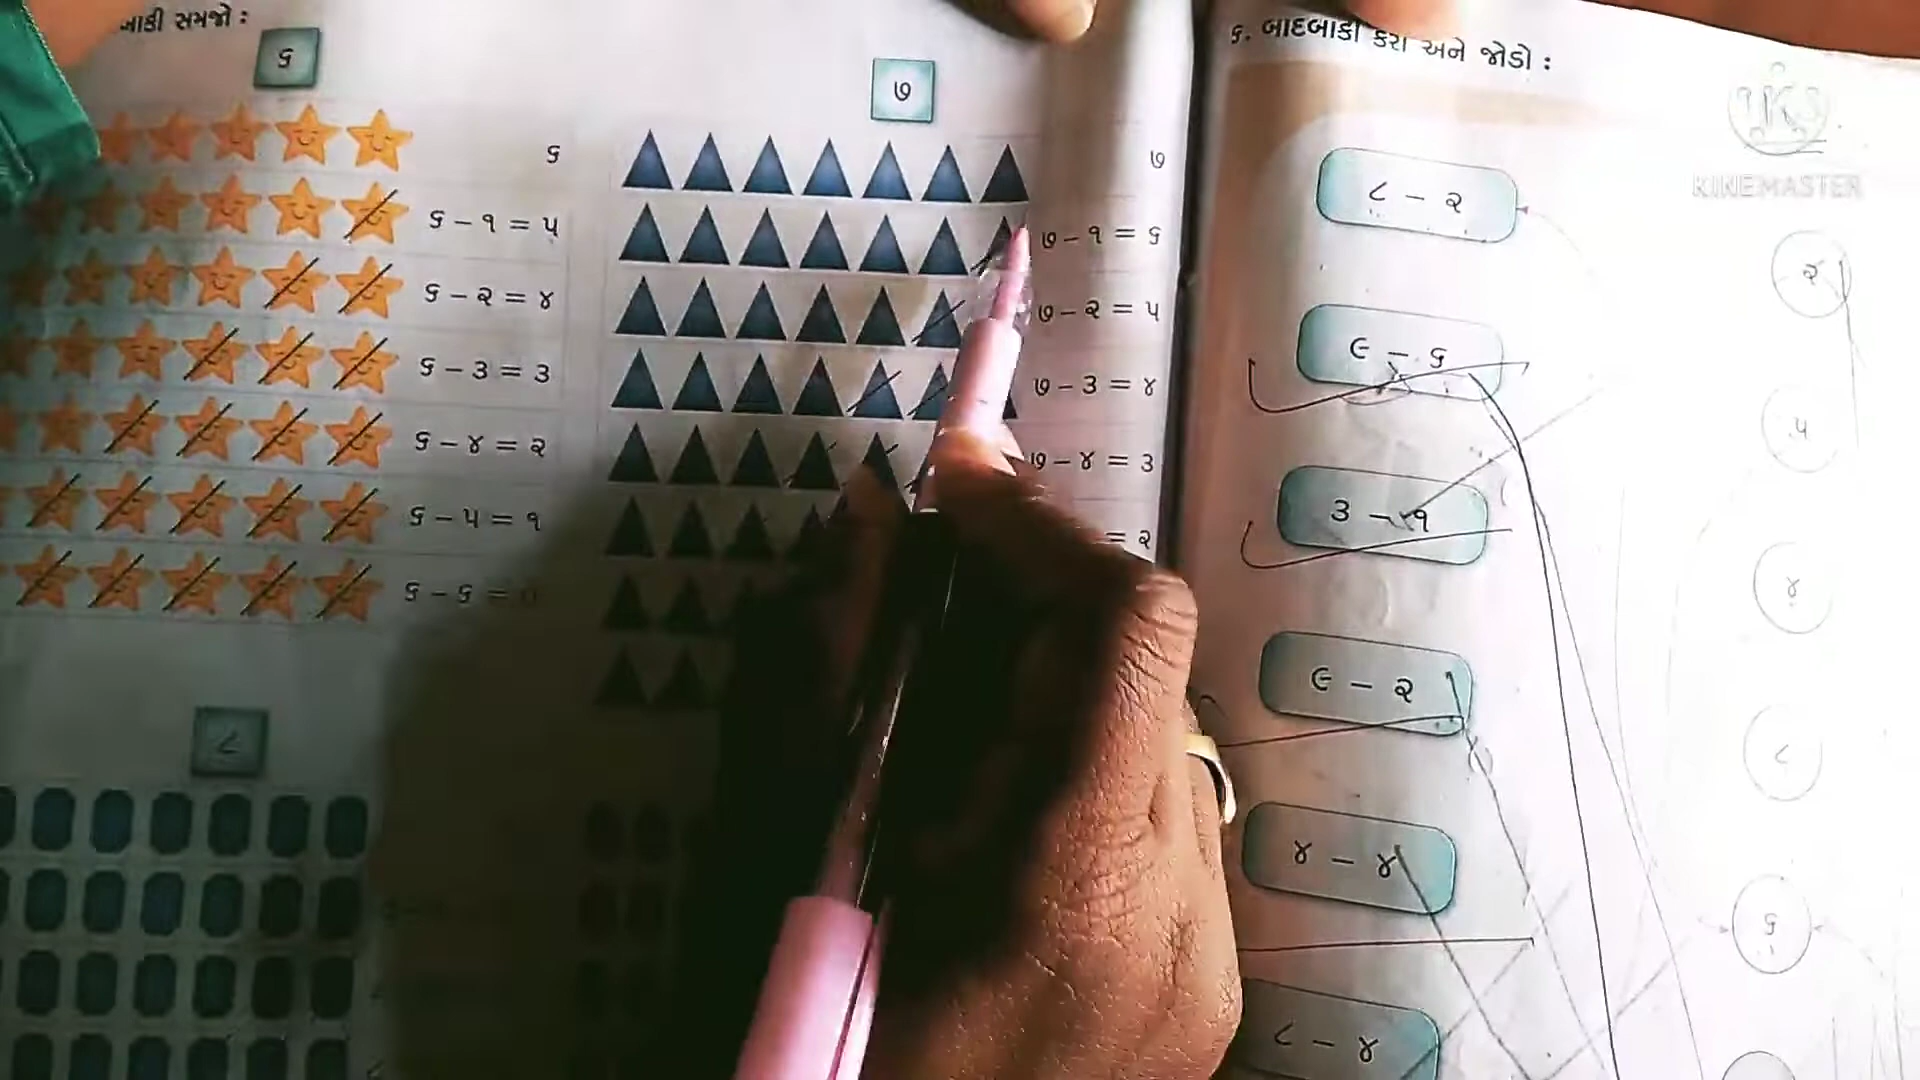 બાકી સમજો :
૬
૬
૬ – ૧ = ૫
૬ – ૨ = ૪
૬ – ૩ = ૩
૬ – ૪ = ૨
૬ – ૫ = ૧
૬ – ૬ = ૦
૮
૭
૭
૭ – ૧ = ૬
૭ – ૨ = ૫
૭ – ૩ = ૪
૭ – ૪ = ૩
= ૨
૬. બાદબાકી કરો અને જોડો :
૮ – ૨
૯ – ૬
૩ – ૧
૯ – ૨
૪ – ૪
૮ – ૪
KINEMASTER
૨
૫
૪
૮
૬